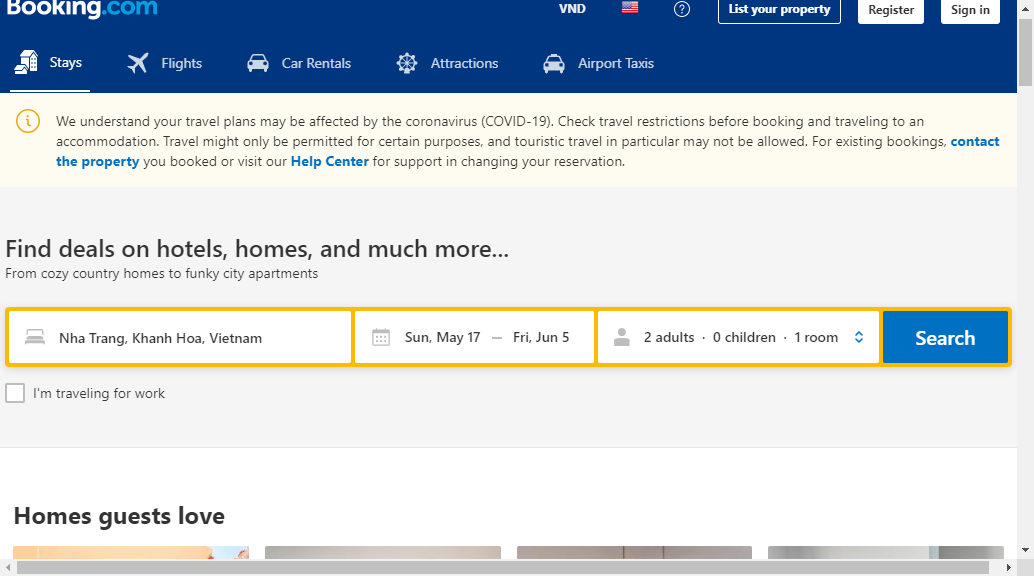 Booking.com
VND
List your property
Register
Sign in
Stays
Flights
Car Rentals
Attractions
Airport Taxis
We understand your travel plans may be affected by the coronavirus (COVID-19). Check travel restrictions before booking and traveling to an
accommodation. Travel might only be permitted for certain purposes, and touristic travel in particular may not be allowed. For existing bookings, contact
the property you booked or visit our Help Center for support in changing your reservation.
Find deals on hotels, homes, and much more...
From cozy country homes to funky city apartments
Nha Trang, Khanh Hoa, Vietnam
Sun, May 17 — Fri, Jun 5
2 adults · 0 children · 1 room
Search
I'm traveling for work
Homes guests love